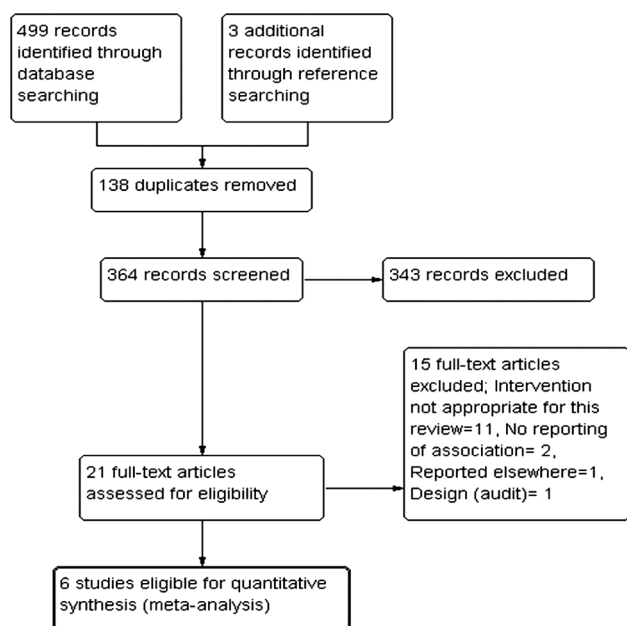 499 records
identified through
database
searching
3 additional
records identified
through reference
searching
138 duplicates removed
364 records screened
343 records excluded
15 full-text articles
excluded; Intervention
not appropriate for this
review=11, No reporting
of association= 2,
Reported elsewhere=1,
Design (audit)= 1
21 full-text articles
assessed for eligibility
6 studies eligible for quantitative
synthesis (meta-analysis)